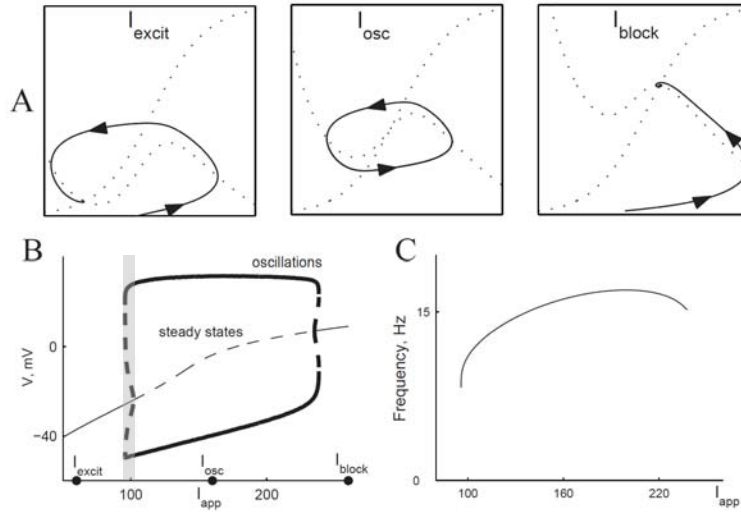 I excit
I osc
I block
A
B
C
oscillations
steady states
V, mV
0
−40
I excit
I osc
I block
100
I app
200
Frequency, Hz
15
0
100
160
220
I app